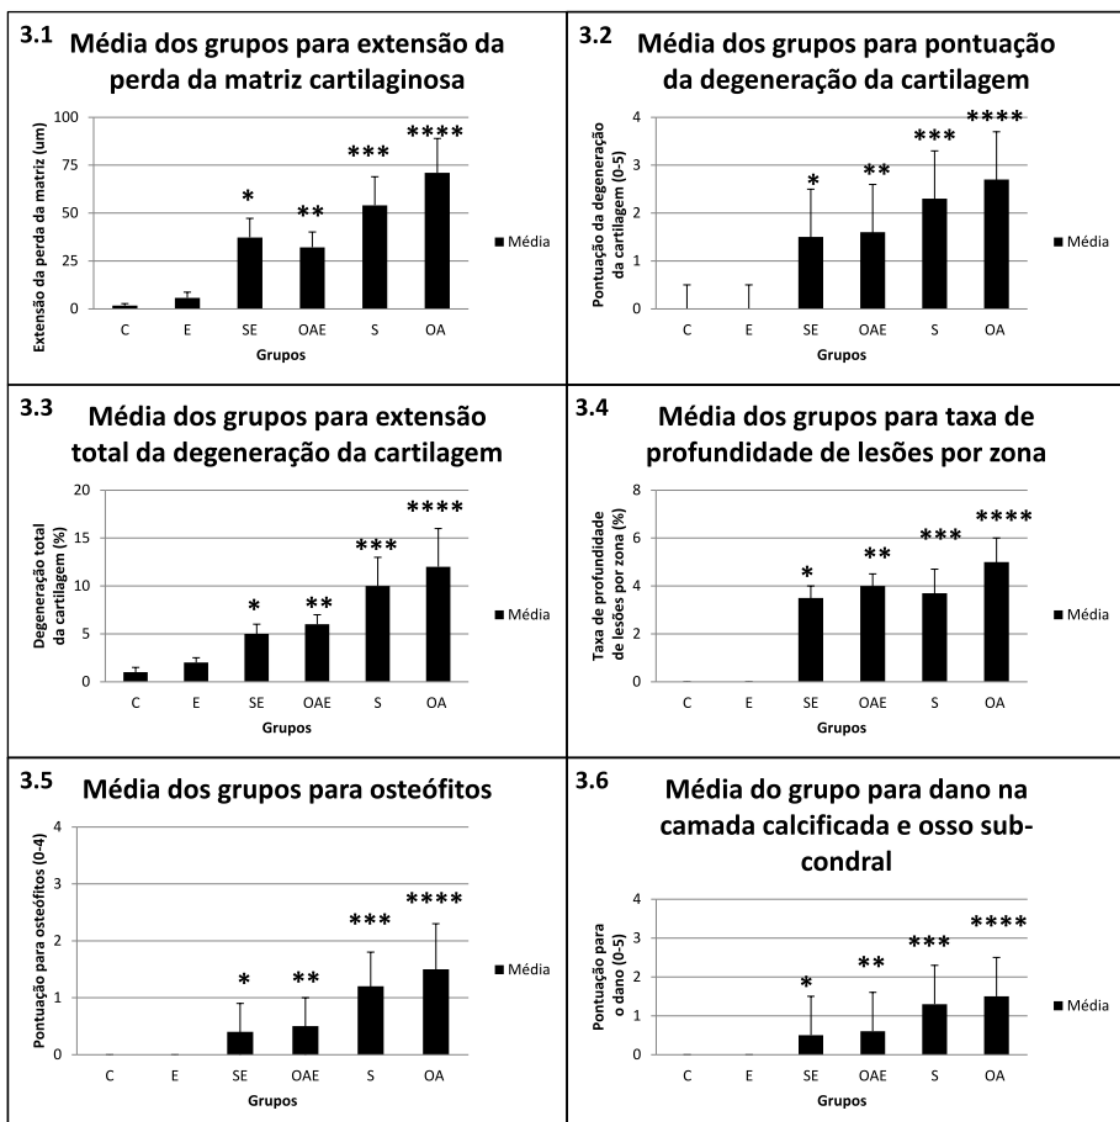 3.1
Média dos grupos para extensão da
perda da matriz cartilaginosa
Extensão da perda da matriz (um)
100
75
50
25
0
*
**
***
****
C E SE OAE S OA
Grupos
Média
3.2
Média dos grupos para pontuação
da degeneração da cartilagem
Pontuação da degeneração
da cartilagem (0-5)
4
3
2
1
0
*
**
***
****
C E SE OAE S OA
Grupos
Média
3.3
Média dos grupos para extensão
total da degeneração da cartilagem
Degeneração total
da cartilagem (%)
20
15
10
5
0
*
**
***
****
C E SE OAE S OA
Grupos
Média
3.4
Média dos grupos para taxa de
profundidade de lesões por zona
Taxa de profundidade
de lesões por zona (%)
8
6
4
2
0
*
**
***
****
C E SE OAE S OA
Grupos
Média
3.5
Média dos grupos para osteófitos
Pontuação para osteófitos (0-4)
4
3
2
1
0
*
**
***
****
C E SE OAE S OA
Grupos
Média
3.6
Média do grupo para dano na
camada calcificada e osso sub-
condral
Pontuação para
o dano (0-5)
4
3
2
1
0
*
**
***
****
C E SE OAE S OA
Grupos
Média